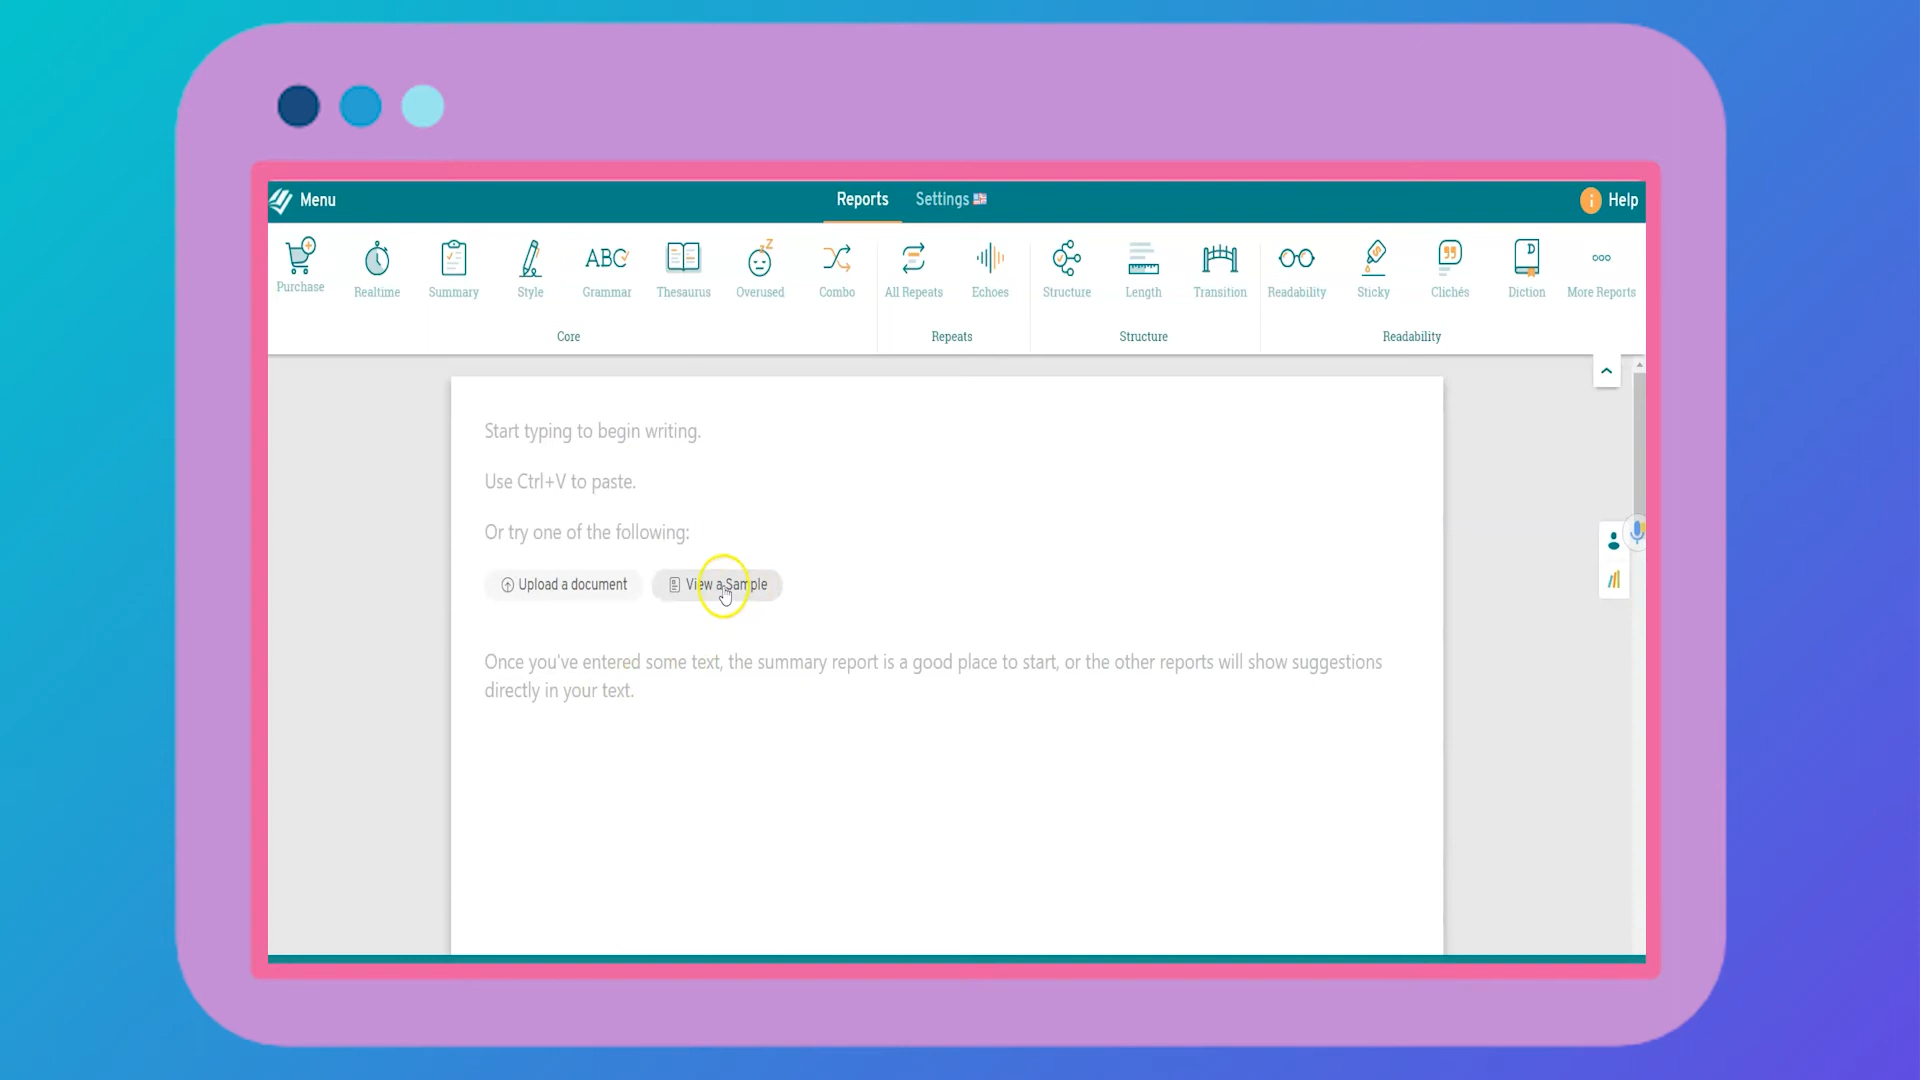 Menu
Reports
Settings
Help
Purchase
Realtime
Summary
Style
ABC
Grammar
Thesaurus
Z
Z
Overused
Combo
All Repeats
Echoes
Structure
Length
Transition
Readability
Sticky
Clichés
D
Diction
More Reports
Core
Repeats
Structure
Readability
Start typing to begin writing.
Use Ctrl+V to paste.
Or try one of the following:
Upload a document
View a Sample
Once you've entered some text, the summary report is a good place to start, or the other reports will show suggestions
directly in your text.